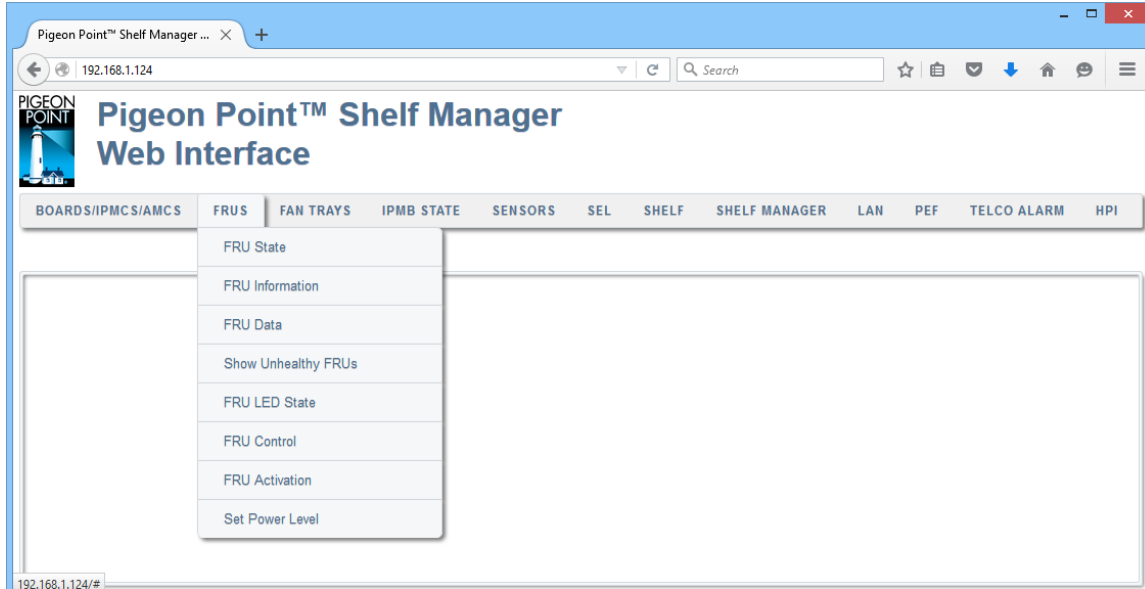 Pigeon Point™ Shelf Manager ...
192.168.1.124
Search
PIGEON
POINT
Pigeon Point™ Shelf Manager
Web Interface
BOARDS/IPMCS/AMCS FRUS FAN TRAYS IPMB STATE SENSORS SEL SHELF SHELF MANAGER LAN PEF TELCO ALARM HPI
FRU State
FRU Information
FRU Data
Show Unhealthy FRUs
FRU LED State
FRU Control
FRU Activation
Set Power Level
192.168.1.124/#